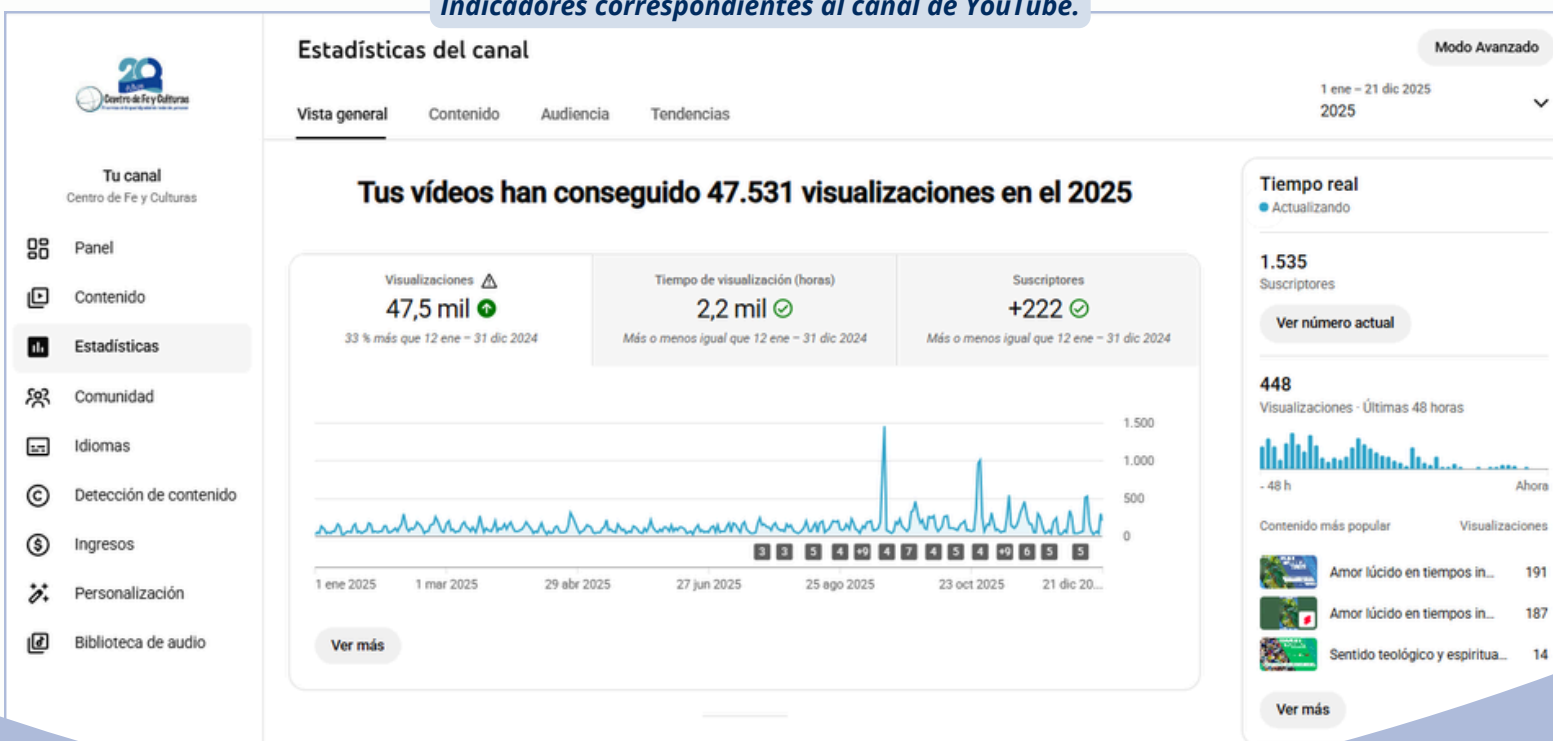 Indicadores correspondientes al canal de YouTube.
Estadísticas del canal
Modo Avanzado
20
años
Centro de Fe y Culturas
1 ene – 21 dic 2025
2025
Vista general
Contenido
Audiencia
Tendencias
Tu canal
Centro de Fe y Culturas
Panel
Contenido
Estadísticas
Comunidad
Idiomas
Detección de contenido
Ingresos
Personalización
Biblioteca de audio
Tus vídeos han conseguido 47.531 visualizaciones en el 2025
Visualizaciones
47,5 mil
33 % más que 12 ene – 31 dic 2024
Tiempo de visualización (horas)
2,2 mil
Más o menos igual que 12 ene – 31 dic 2024
Suscriptores
+222
Más o menos igual que 12 ene – 31 dic 2024
1.500
1.000
500
0
3 3 5 4 +9 4 7 4 5 4 +9 6 5 5
1 ene 2025 1 mar 2025 29 abr 2025 27 jun 2025 25 ago 2025 23 oct 2025 21 dic 20...
Ver más
Tiempo real
Actualizando
1.535
Suscriptores
Ver número actual
448
Visualizaciones · Últimas 48 horas
- 48 h Ahora
Contenido más popular Visualizaciones
Amor lúcido en tiempos in... 191
Amor lúcido en tiempos in... 187
Sentido teológico y espiritua... 14
Ver más